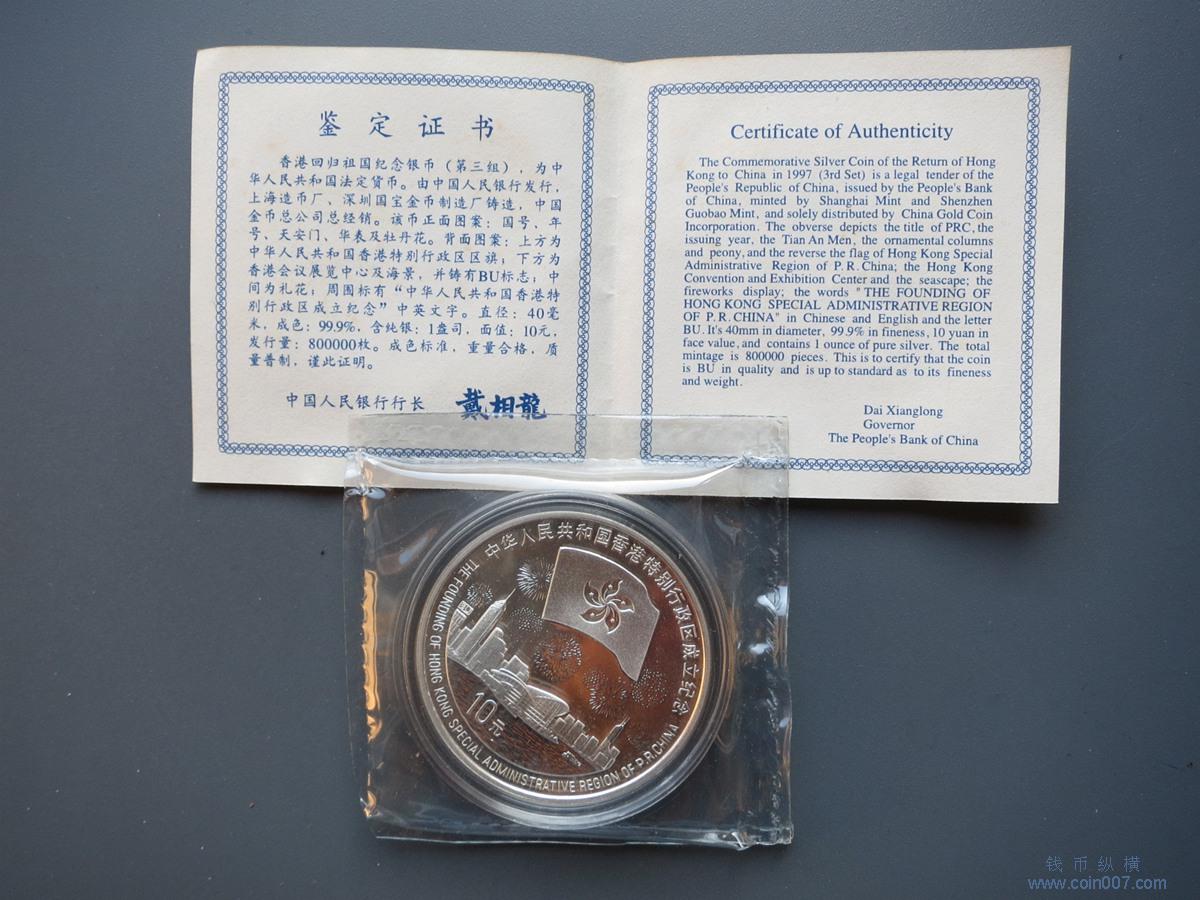 鉴定证书
香港回归祖国纪念银币（第三组），为中
华人民共和国法定货币。由中国人民银行发行，
上海造币厂、深圳国宝金币制造厂铸造，中国
金币总公司总经销。该币正面图案：国号、年
号、天安门、华表及牡丹花。背面图案：上方为
中华人民共和国香港特别行政区区旗；下方为
香港会议展览中心及海景，并铸有BU标志；中
间为礼花；周围标有“中华人民共和国香港特
别行政区成立纪念”中英文字。直径：40毫
米，成色：99.9%，含纯银：1盎司，面值：10元，
发行量：800000枚。成色标准，重量合格，质
量普制，谨此证明。
中国人民银行行长 戴相龍
Certificate of Authenticity
The Commemorative Silver Coin of the Return of Hong
Kong to China in 1997 (3rd Set) is a legal tender of the
People's Republic of China, issued by the People's Bank
of China, minted by Shanghai Mint and Shenzhen
Guobao Mint, and solely distributed by China Gold Coin
Incorporation. The obverse depicts the title of PRC, the
issuing year, the Tian An Men, the ornamental columns
and peony, and the reverse the flag of Hong Kong Special
Administrative Region of P. R. China; the Hong Kong
Convention and Exhibition Center and the seascape; the
fireworks display; the words " THE FOUNDING OF
HONG KONG SPECIAL ADMINISTRATIVE REGION
OF P. R. CHINA" in Chinese and English and the letter
BU. It's 40mm in diameter, 99.9% in fineness, 10 yuan in
face value, and contains 1 ounce of pure silver. The total
mintage is 800000 pieces. This is to certify that the coin
is BU in quality and is up to standard as to its fineness
and weight.
Dai Xianglong
Governor
The People's Bank of China
中华人民共和国香港特别行政区成立纪念
THE FOUNDING OF HONG KONG SPECIAL ADMINISTRATIVE REGION OF P.R.CHINA
10元
钱币纵横
www.coin007.com